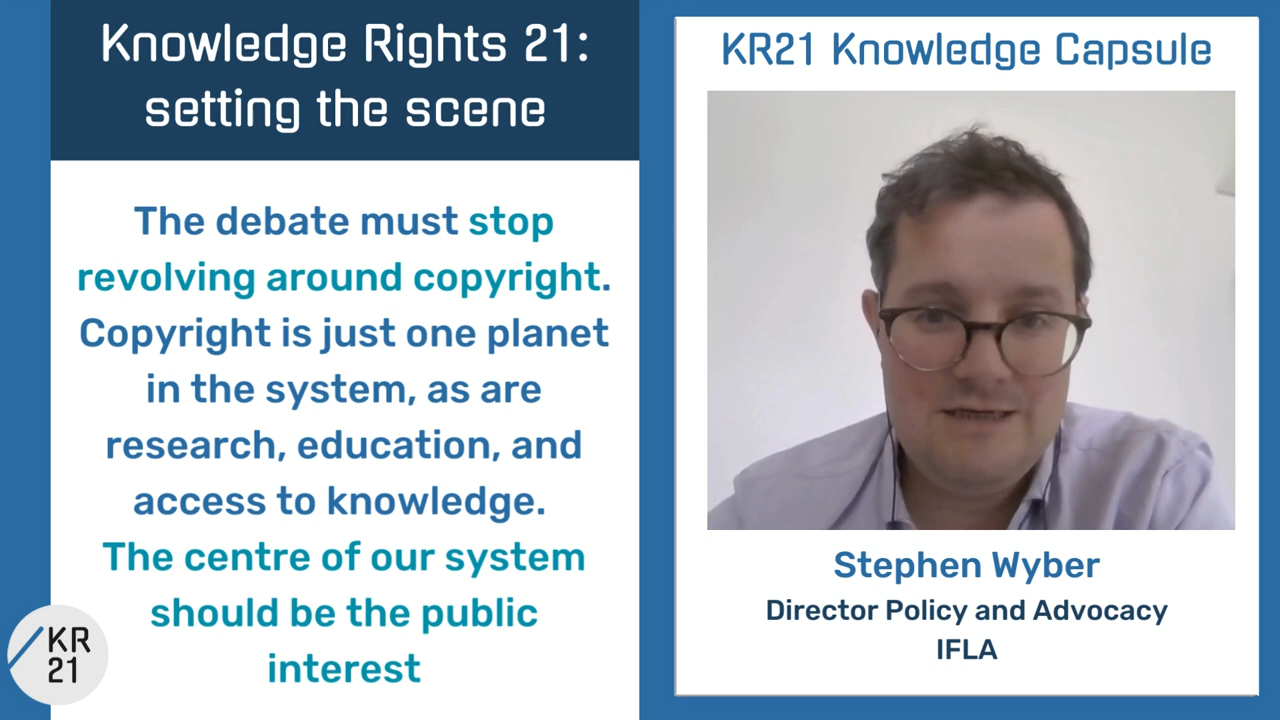 Knowledge Rights 21:
setting the scene
The debate must stop
revolving around copyright.
Copyright is just one planet
in the system, as are
research, education, and
access to knowledge.
The centre of our system
should be the public
interest
KR
21
KR21 Knowledge Capsule
Stephen Wyber
Director Policy and Advocacy
IFLA